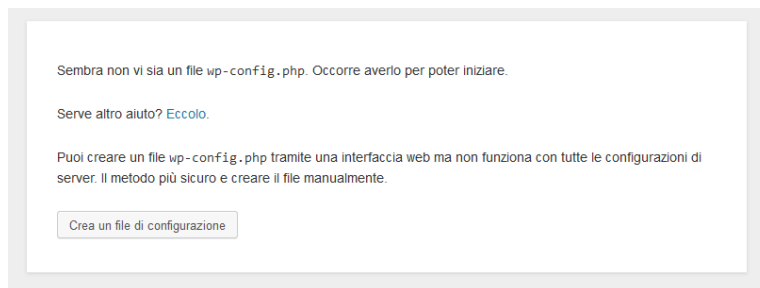 Sembra non vi sia un file wp-config.php. Occorre averlo per poter iniziare.
Serve altro aiuto? Eccolo.
Puoi creare un file wp-config.php tramite una interfaccia web ma non funziona con tutte le configurazioni di
server. Il metodo più sicuro e creare il file manualmente.
Crea un file di configurazione